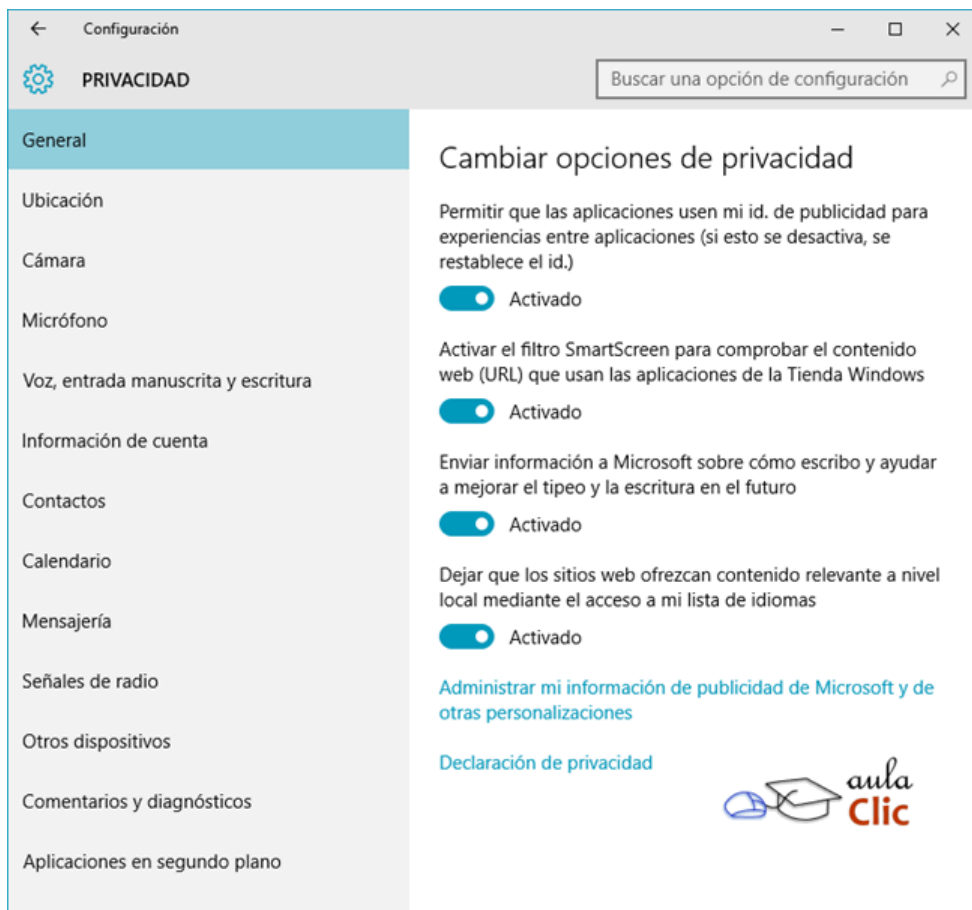 Configuración
PRIVACIDAD
Buscar una opción de configuración
General
Ubicación
Cámara
Micrófono
Voz, entrada manuscrita y escritura
Información de cuenta
Contactos
Calendario
Mensajería
Señales de radio
Otros dispositivos
Comentarios y diagnósticos
Aplicaciones en segundo plano
Cambiar opciones de privacidad
Permitir que las aplicaciones usen mi id. de publicidad para
experiencias entre aplicaciones (si esto se desactiva, se
restablece el id.)
Activado
Activar el filtro SmartScreen para comprobar el contenido
web (URL) que usan las aplicaciones de la Tienda Windows
Activado
Enviar información a Microsoft sobre cómo escribo y ayudar
a mejorar el tipeo y la escritura en el futuro
Activado
Dejar que los sitios web ofrezcan contenido relevante a nivel
local mediante el acceso a mi lista de idiomas
Activado
Administrar mi información de publicidad de Microsoft y de
otras personalizaciones
Declaración de privacidad
aula
Clic